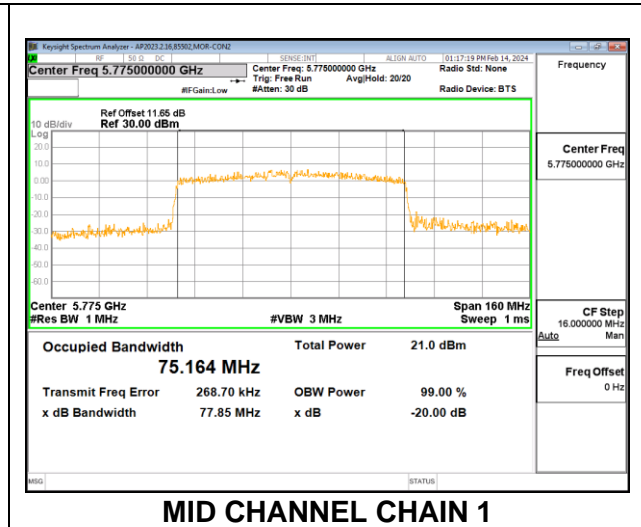 Keysight Spectrum Analyzer - AP2023.2.16,85502,MOR-CON2
RF 50 Ω DC SENSE:INT ALIGN AUTO 01:17:19 PM Feb 14, 2024
Center Freq 5.775000000 GHz Center Freq: 5.775000000 GHz Radio Std: None Frequency
Trig: Free Run Avg|Hold: 20/20
#IFGain:Low #Atten: 30 dB Radio Device: BTS
Ref Offset 11.65 dB
10 dB/div Ref 30.00 dBm
Log
20.0
10.0
0.00
-10.0
-20.0
-30.0
-40.0
-50.0
-60.0
Center Freq
5.775000000 GHz
Center 5.775 GHz Span 160 MHz
#Res BW 1 MHz #VBW 3 MHz Sweep 1 ms
CF Step
16.000000 MHz
Auto Man
Occupied Bandwidth Total Power 21.0 dBm
75.164 MHz
Freq Offset
0 Hz
Transmit Freq Error 268.70 kHz OBW Power 99.00 %
x dB Bandwidth 77.85 MHz x dB -20.00 dB
MSG STATUS
MID CHANNEL CHAIN 1